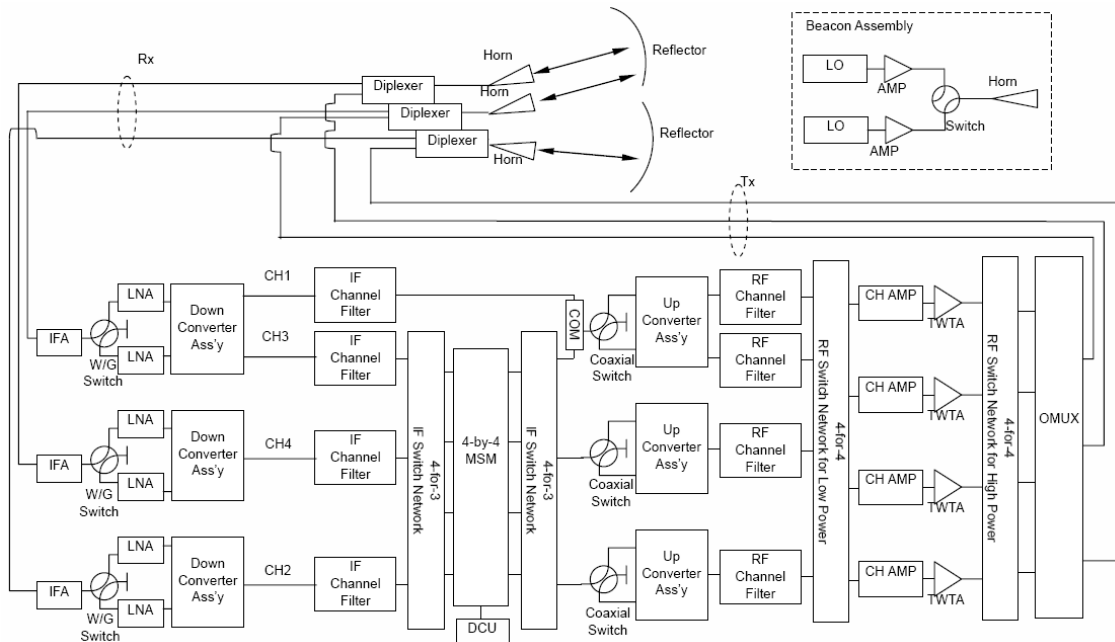 Beacon Assembly
LO
AMP
LO
AMP
Switch
Horn
Rx
Horn
Reflector
Diplexer
Horn
Diplexer
Diplexer
Horn
Reflector
Tx
IFA
W/G
Switch
LNA
LNA
Down
Converter
Ass'y
CH1
CH3
IF
Channel
Filter
IF
Channel
Filter
IFA
W/G
Switch
LNA
LNA
Down
Converter
Ass'y
CH4
IF
Channel
Filter
IFA
W/G
Switch
LNA
LNA
Down
Converter
Ass'y
CH2
IF
Channel
Filter
4-for-3
IF Switch Network
4-by-4
MSM
DCU
4-for-3
IF Switch Network
COM
Coaxial
Switch
Up
Converter
Ass'y
RF
Channel
Filter
RF
Channel
Filter
Coaxial
Switch
Up
Converter
Ass'y
RF
Channel
Filter
Coaxial
Switch
Up
Converter
Ass'y
RF
Channel
Filter
4-for-4
RF Switch Network for Low Power
CH AMP
TWTA
CH AMP
TWTA
CH AMP
TWTA
CH AMP
TWTA
4-for-4
RF Switch Network for High Power
OMUX